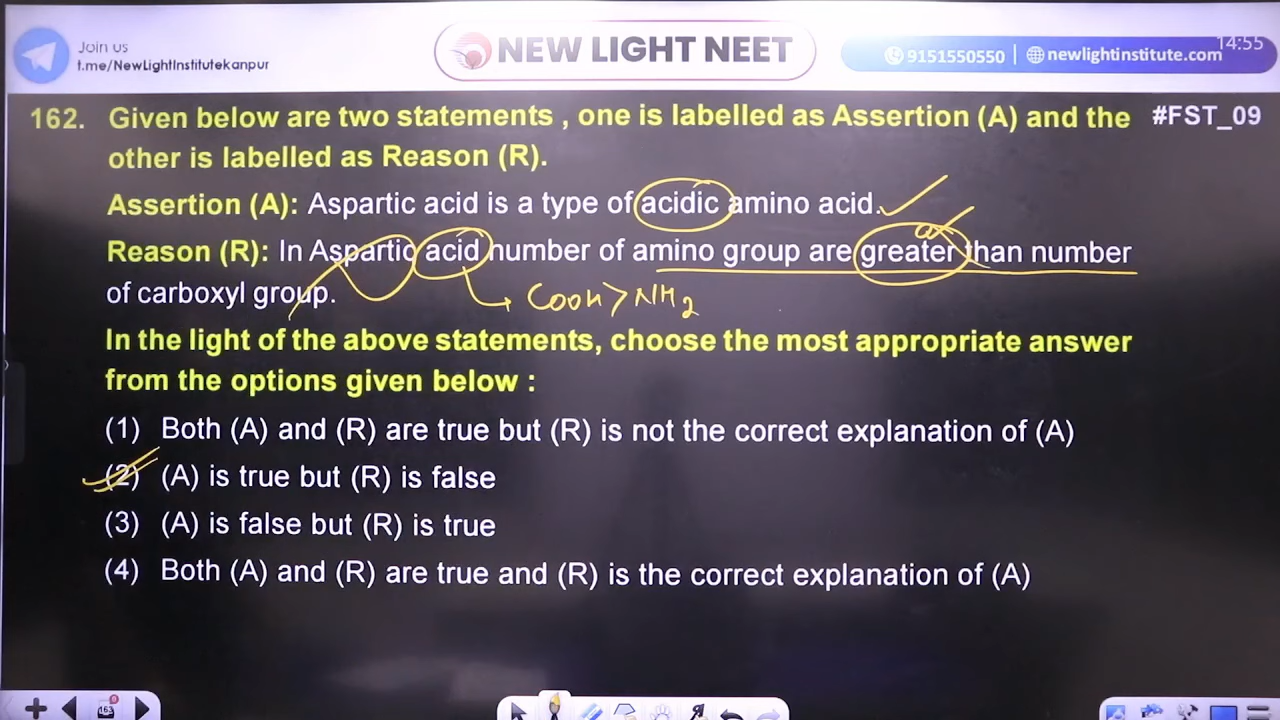 Join us
t.me/NewLightInstitutekanpur
NEW LIGHT NEET
9151550550 | newlightinstitute.com
14:55
162. Given below are two statements , one is labelled as Assertion (A) and the #FST_09
other is labelled as Reason (R).
Assertion (A): Aspartic acid is a type of acidic amino acid.
Reason (R): In Aspartic acid number of amino group are greater than number
of carboxyl group.
COOH > NH2
In the light of the above statements, choose the most appropriate answer
from the options given below :
(1) Both (A) and (R) are true but (R) is not the correct explanation of (A)
(2) (A) is true but (R) is false
(3) (A) is false but (R) is true
(4) Both (A) and (R) are true and (R) is the correct explanation of (A)
163